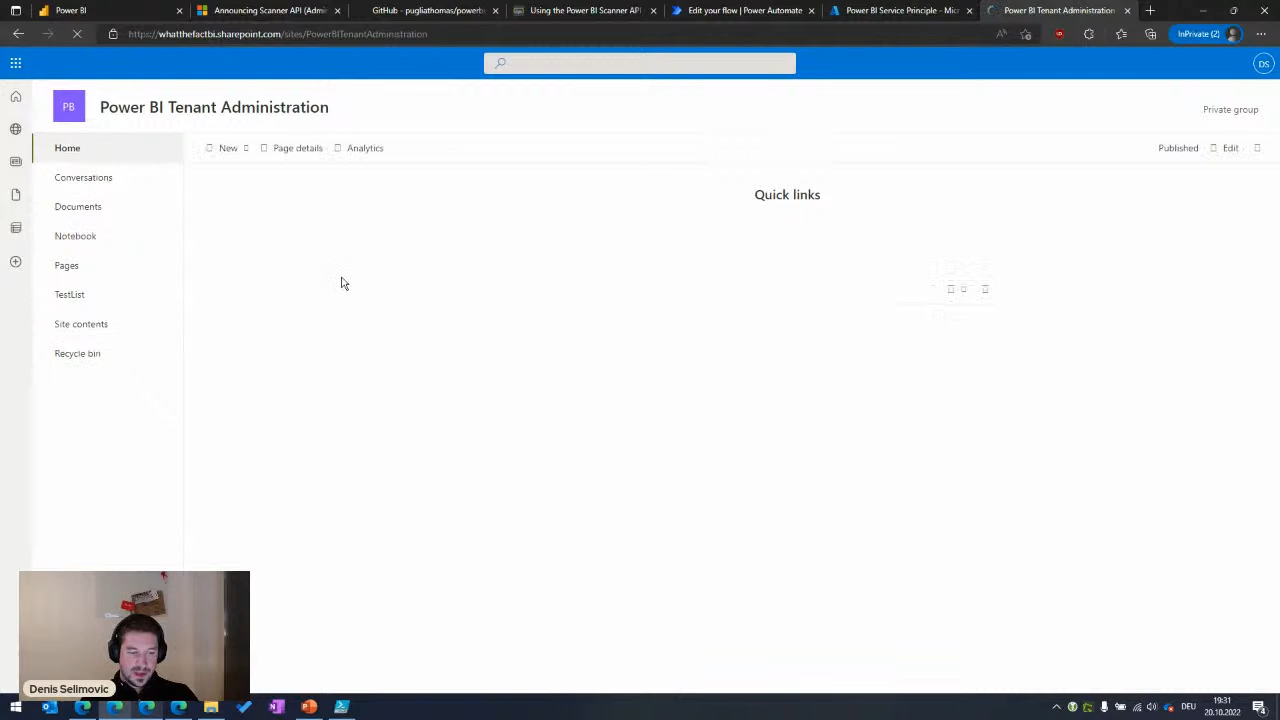 Power BI
Announcing Scanner API (Admi
GitHub - pugliathomas/powerb
Using the Power BI Scanner API
Edit your flow | Power Automate
Power BI Service Principle - Micro
Power BI Tenant Administration
https://whatthefactbi.sharepoint.com/sites/PowerBITenantAdministration
InPrivate (2)
DS
PB
Power BI Tenant Administration
Private group
Home
New
Page details
Analytics
Published
Edit
Conversations
Quick links
Documents
Notebook
Pages
TestList
Site contents
Recycle bin
Denis Selimovic
DEU
19:31
20.10.2022